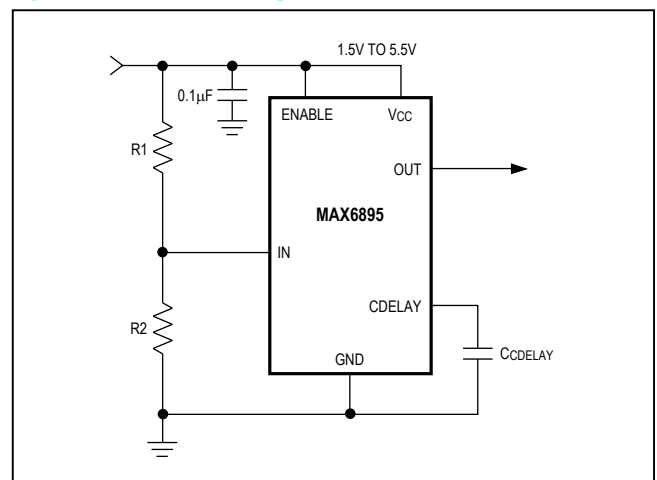 1.5V TO 5.5V
0.1µF
ENABLE
VCC
R1
OUT
MAX6895
IN
CDELAY
R2
CCDELAY
GND